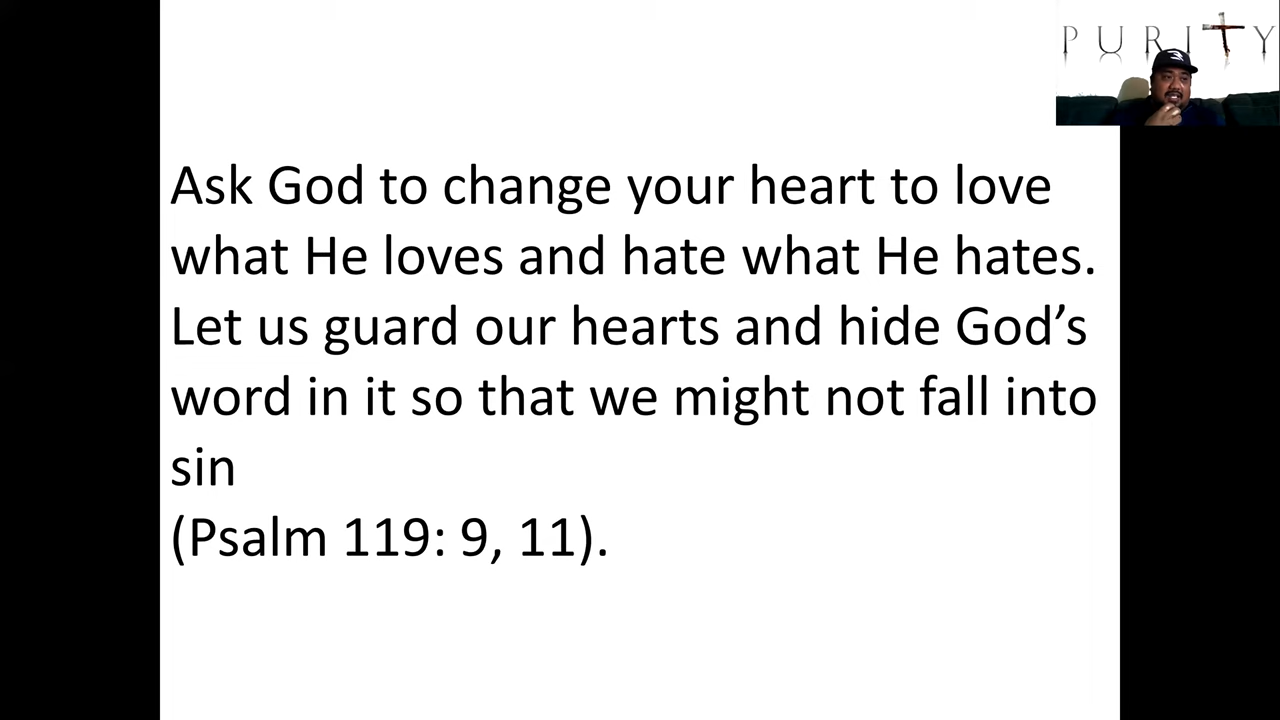 PURITY
Ask God to change your heart to love
what He loves and hate what He hates.
Let us guard our hearts and hide God’s
word in it so that we might not fall into
sin
(Psalm 119: 9, 11).